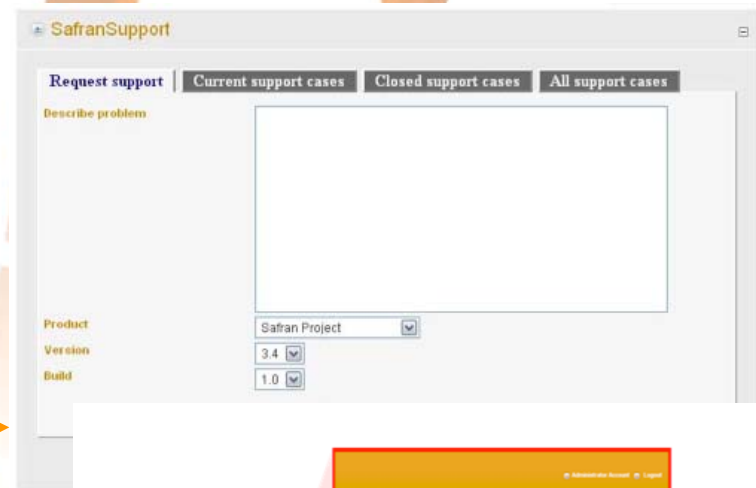 SafranSupport
Request support Current support cases Closed support cases All support cases
Describe problem
Product Safran Project
Version 3.4
Build 1.0
Administrator Account Logout